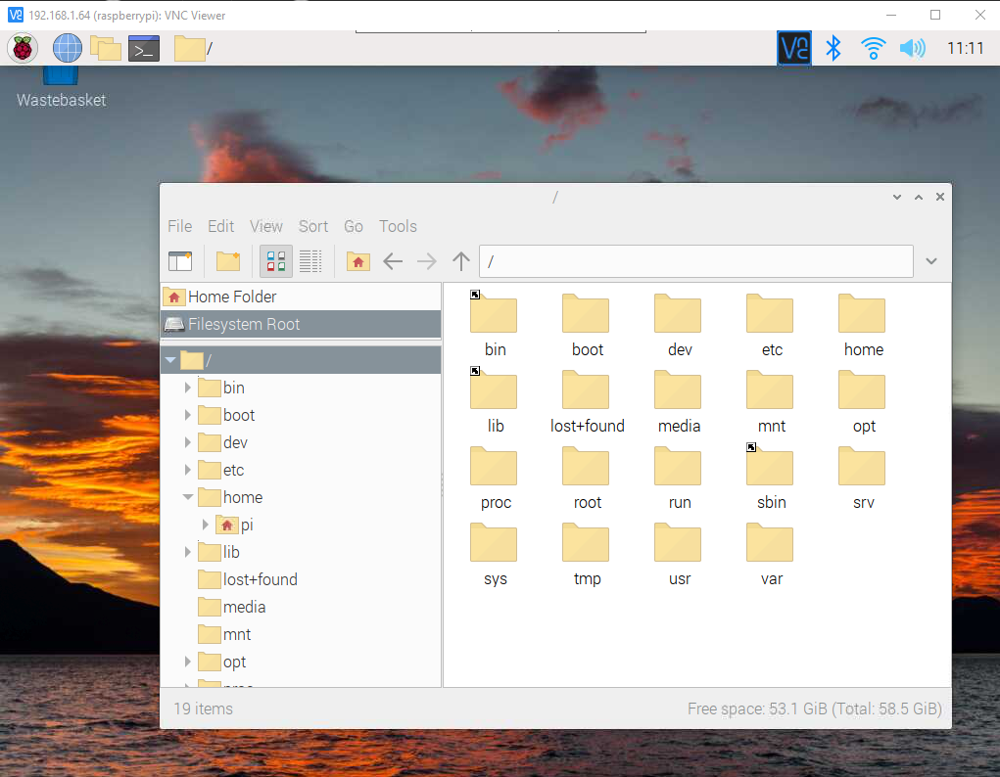 192.168.1.64 (raspberrypi): VNC Viewer
/
11:11
Wastebasket
/
File Edit View Sort Go Tools
/
Home Folder
Filesystem Root
/
bin
boot
dev
etc
home
pi
lib
lost+found
media
mnt
opt
bin boot dev etc home
lib lost+found media mnt opt
proc root run sbin srv
sys tmp usr var
19 items
Free space: 53.1 GiB (Total: 58.5 GiB)